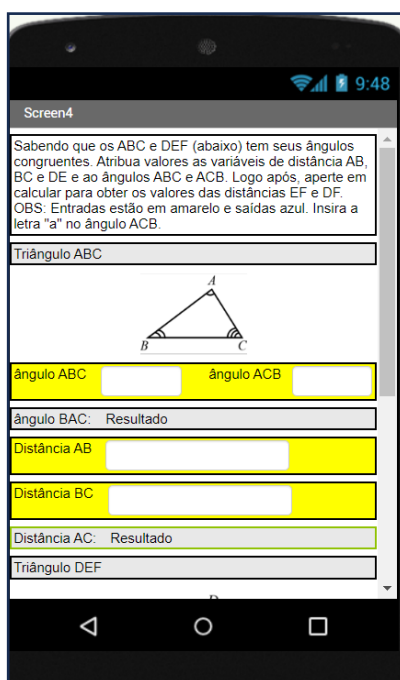 9:48
Screen4
Sabendo que os ABC e DEF (abaixo) tem seus ângulos
congruentes. Atribua valores as variáveis de distância AB,
BC e DE e ao ângulos ABC e ACB. Logo após, aperte em
calcular para obter os valores das distâncias EF e DF.
OBS: Entradas estão em amarelo e saídas azul. Insira a
letra "a" no ângulo ACB.
Triângulo ABC
A
B C
ângulo ABC ângulo ACB
ângulo BAC: Resultado
Distância AB
Distância BC
Distância AC: Resultado
Triângulo DEF